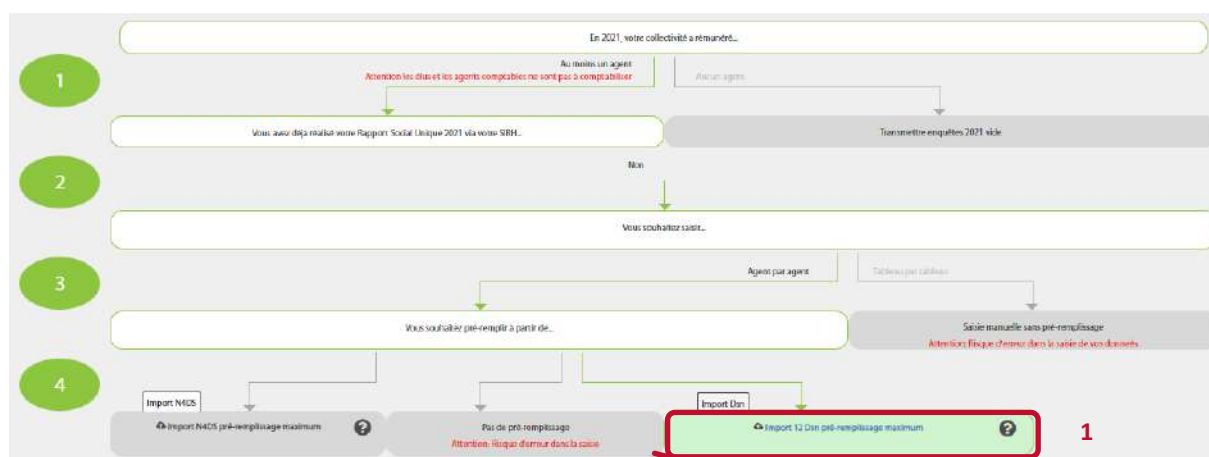 En 2021, votre collectivité a rémunéré...
1
Au moins un agent
Attention les élus et les agents comptables ne sont pas à comptabiliser
Aucun agent
Vous avez déjà réalisé votre Rapport Social Unique 2021 via votre SIRH...
Transmettre enquêtes 2021 vide
2
Non
Vous souhaitez saisir...
3
Agent par agent
Tableau par tableau
Vous souhaitez pré-remplir à partir de...
Saisie manuelle sans pré-remplissage
Attention: Risque d'erreur dans la saisie de vos données
4
Import N4DS
Import Dsn
Import N4DS pré-remplissage maximum ?
Pas de pré-remplissage
Attention: Risque d'erreur dans la saisie
Import 12 Dsn pré-remplissage maximum ?
1